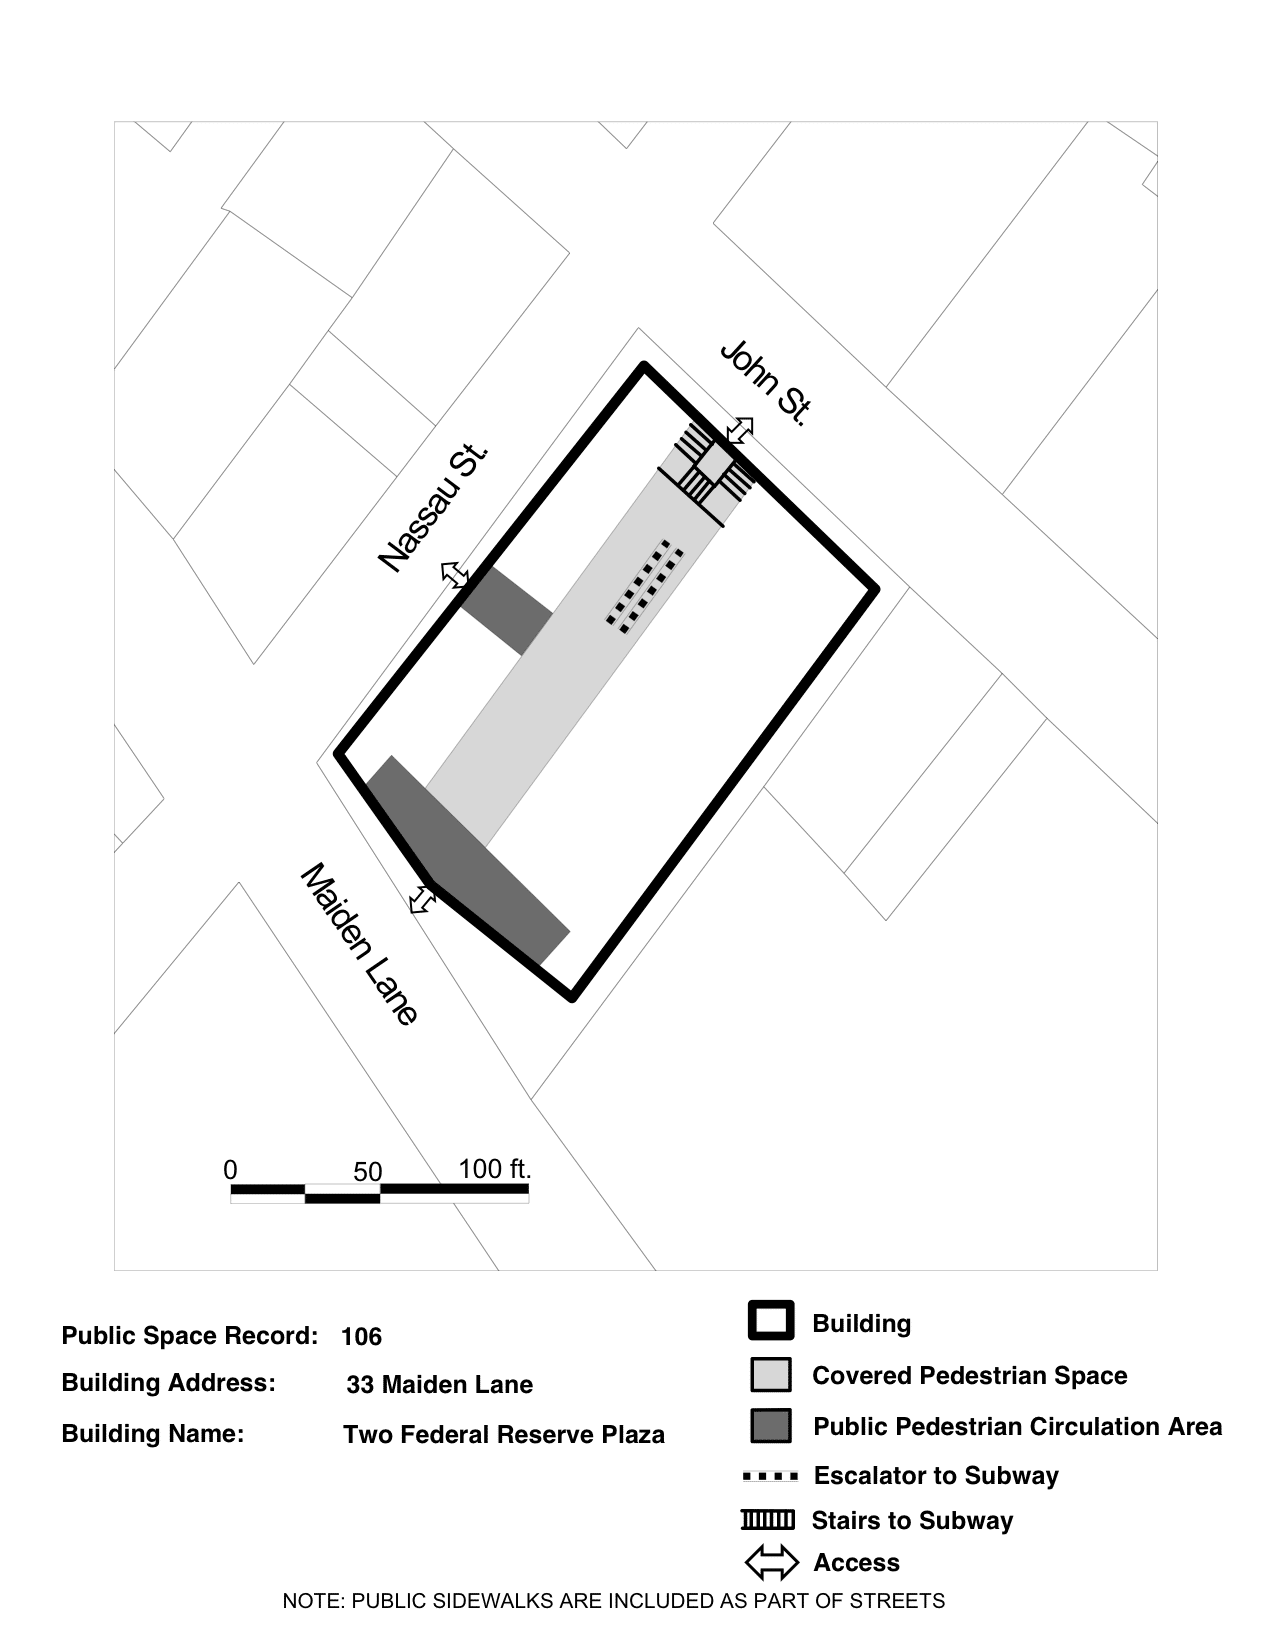 John St.
Nassau St.
Maiden Lane
0 50 100 ft.
Public Space Record: 106
Building Address: 33 Maiden Lane
Building Name: Two Federal Reserve Plaza
Building
Covered Pedestrian Space
Public Pedestrian Circulation Area
Escalator to Subway
Stairs to Subway
Access
NOTE: PUBLIC SIDEWALKS ARE INCLUDED AS PART OF STREETS